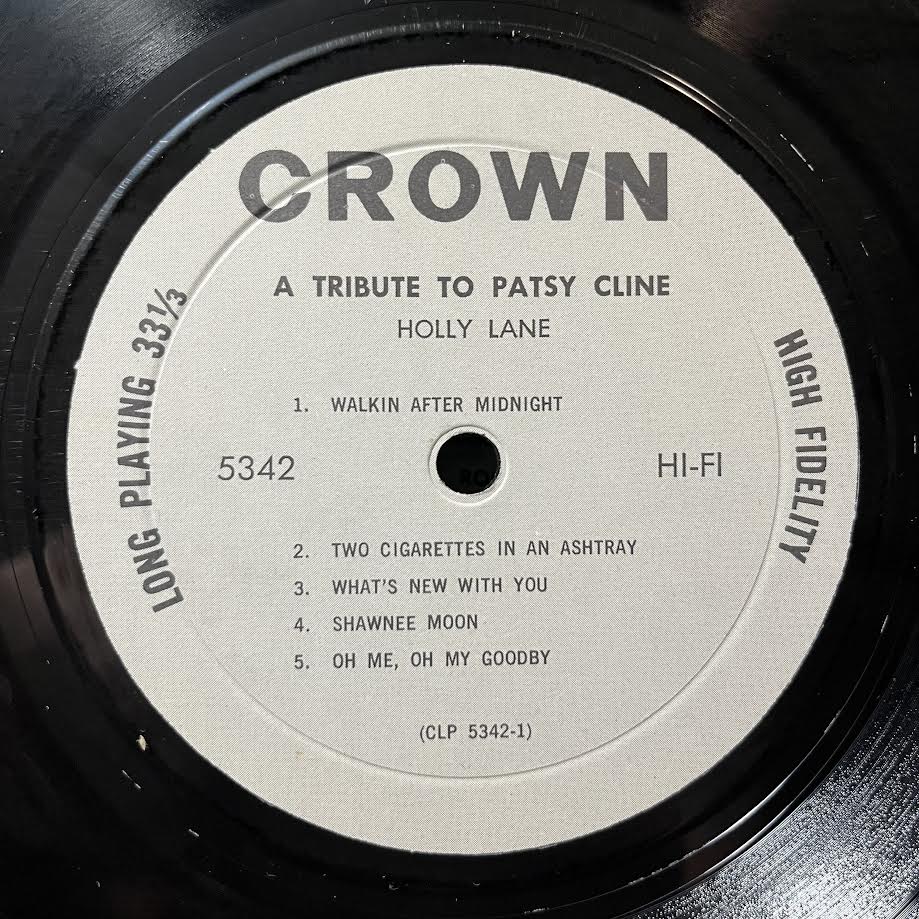 CROWN
A TRIBUTE TO PATSY CLINE
HOLLY LANE
LONG PLAYING 33⅓
HIGH FIDELITY
1. WALKIN AFTER MIDNIGHT
5342 HI-FI
2. TWO CIGARETTES IN AN ASHTRAY
3. WHAT'S NEW WITH YOU
4. SHAWNEE MOON
5. OH ME, OH MY GOODBY
(CLP 5342-1)